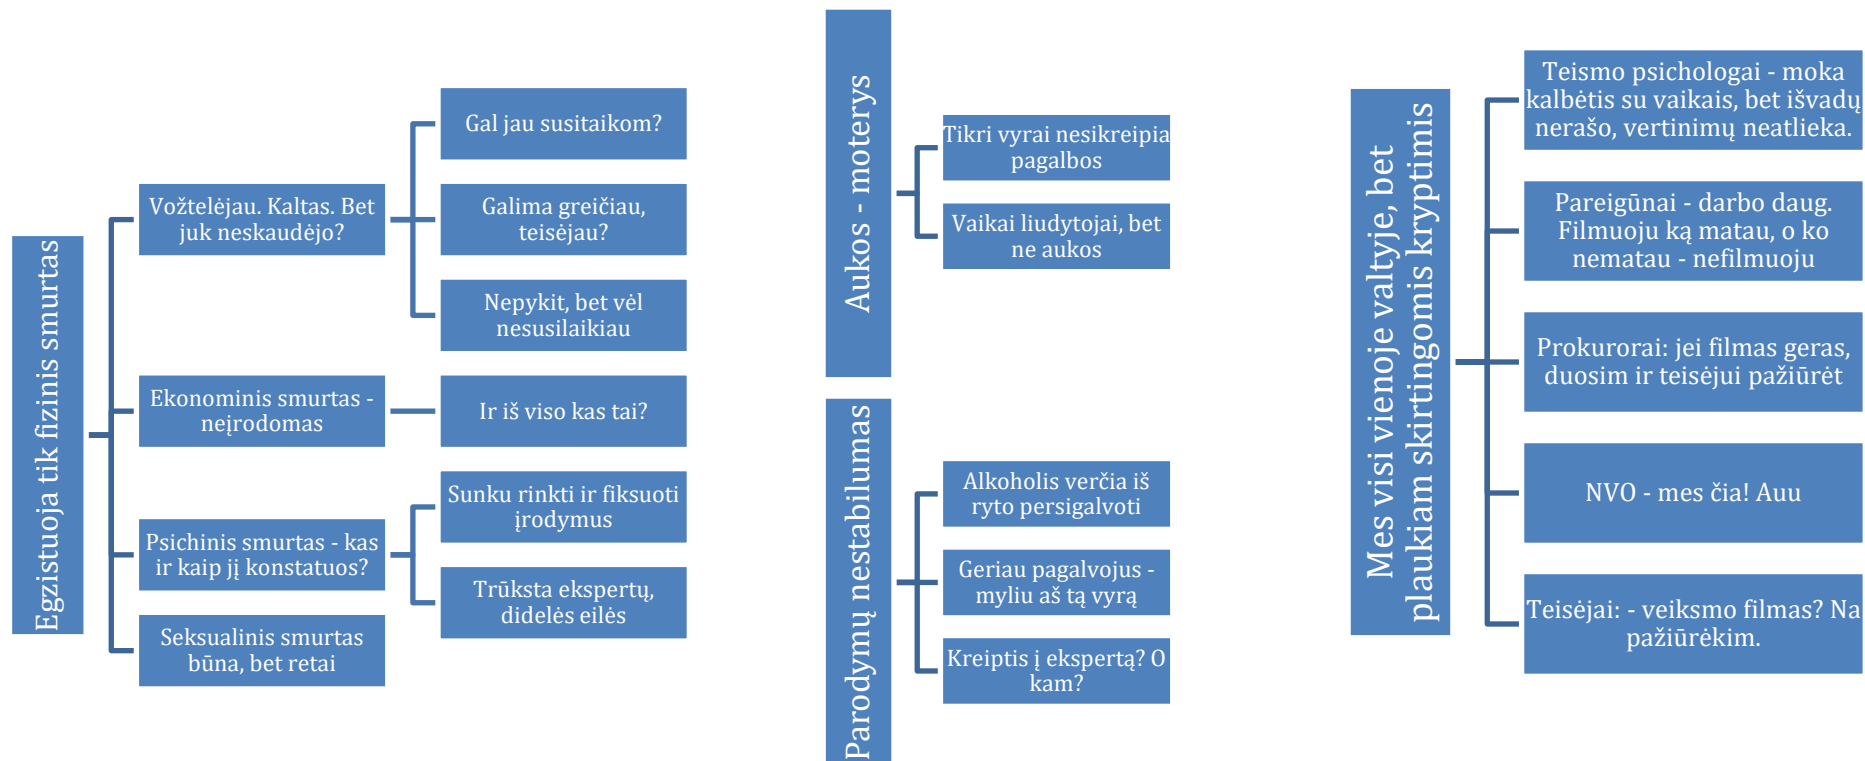 Egzistuoja tik fizinis smurtas
Vožtelėjau. Kaltas. Bet
juk neskaudėjo?
Gal jau susitaikom?
Galima greičiau,
teisėjau?
Nepykit, bet vėl
nesusilaikiau
Ekonominis smurtas -
neįrodomas
Ir iš viso kas tai?
Psichinis smurtas - kas
ir kaip jį konstatuos?
Sunku rinkti ir fiksuoti
įrodymus
Trūksta ekspertų,
didelės eilės
Seksualinis smurtas
būna, bet retai
Aukos - moterys
Tikri vyrai nesikreipia
pagalbos
Vaikai liudytojai, bet
ne aukos
Parodymų nestabilumas
Alkoholis verčia iš
ryto persigalvoti
Geriau pagalvojus -
myliu aš tą vyrą
Kreiptis į ekspertą? O
kam?
Mes visi vienoje valtyje, bet
plaukiam skirtingomis kryptimis
Teismo psichologai - moka
kalbėtis su vaikais, bet išvadų
nerašo, vertinimų neatlieka.
Pareigūnai - darbo daug.
Filmuoju ką matau, o ko
nematau - nefilmuoju
Prokurorai: jei filmas geras,
duosim ir teisėjui pažiūrėt
NVO - mes čia! Auu
Teisėjai: - veiksmo filmas? Na
pažiūrėkim.